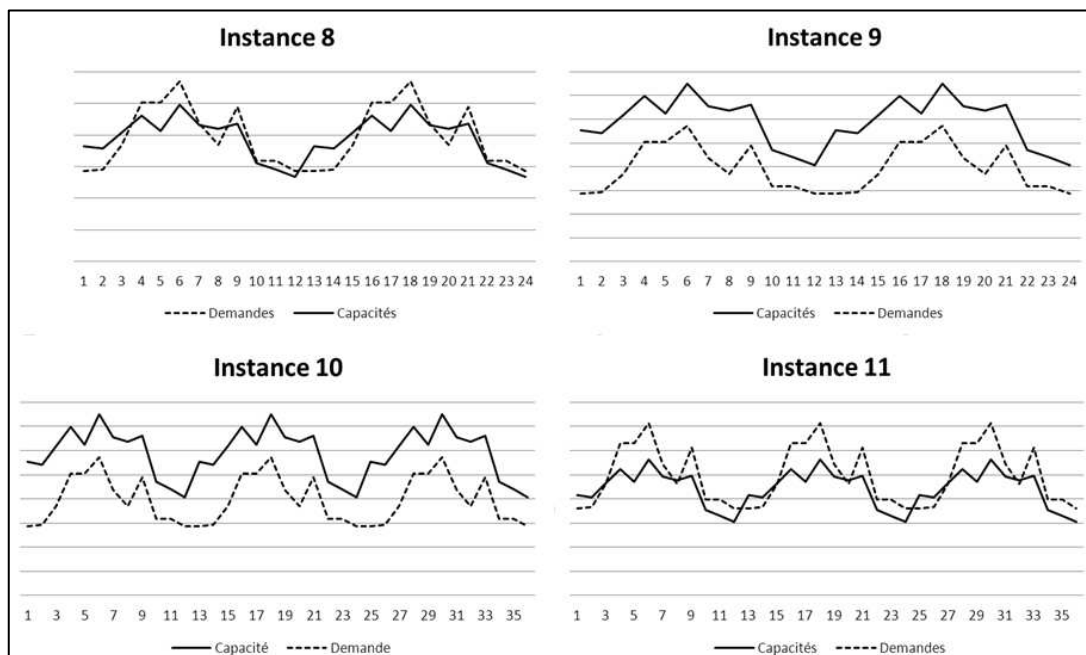 Instance 8
1 2 3 4 5 6 7 8 9 10 11 12 13 14 15 16 17 18 19 20 21 22 23 24
Demandes Capacités
Instance 9
1 2 3 4 5 6 7 8 9 10 11 12 13 14 15 16 17 18 19 20 21 22 23 24
Capacités Demandes
Instance 10
1 3 5 7 9 11 13 15 17 19 21 23 25 27 29 31 33 35
Capacité Demande
Instance 11
1 3 5 7 9 11 13 15 17 19 21 23 25 27 29 31 33 35
Capacités Demandes